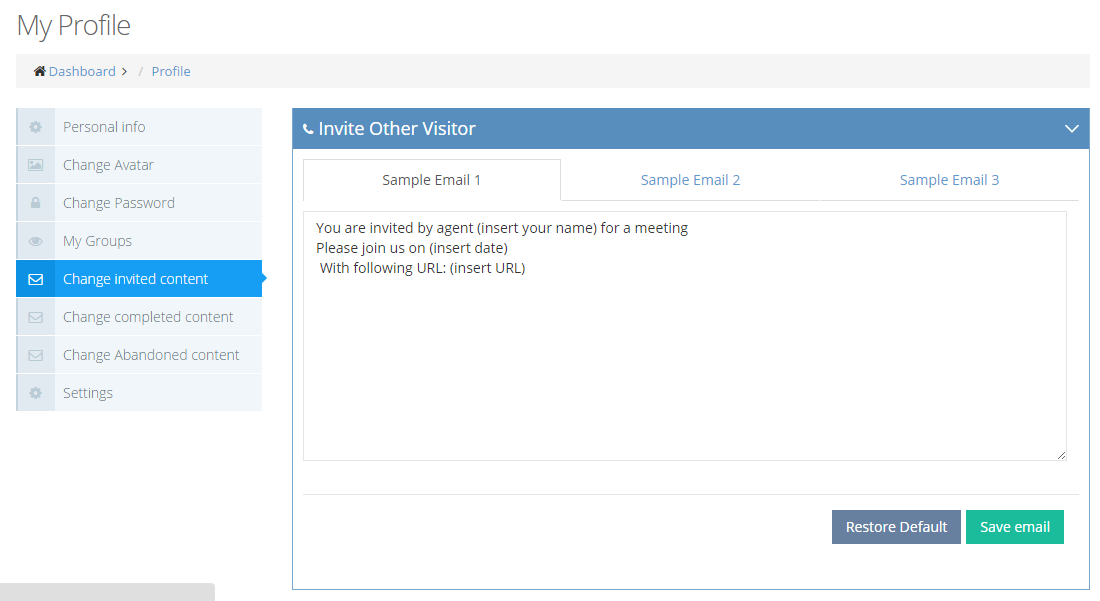 My Profile
Dashboard > / Profile
Personal info
Change Avatar
Change Password
My Groups
Change invited content
Change completed content
Change Abandoned content
Settings
Invite Other Visitor
Sample Email 1
Sample Email 2
Sample Email 3
You are invited by agent (insert your name) for a meeting
Please join us on (insert date)
With following URL: (insert URL)
Restore Default
Save email